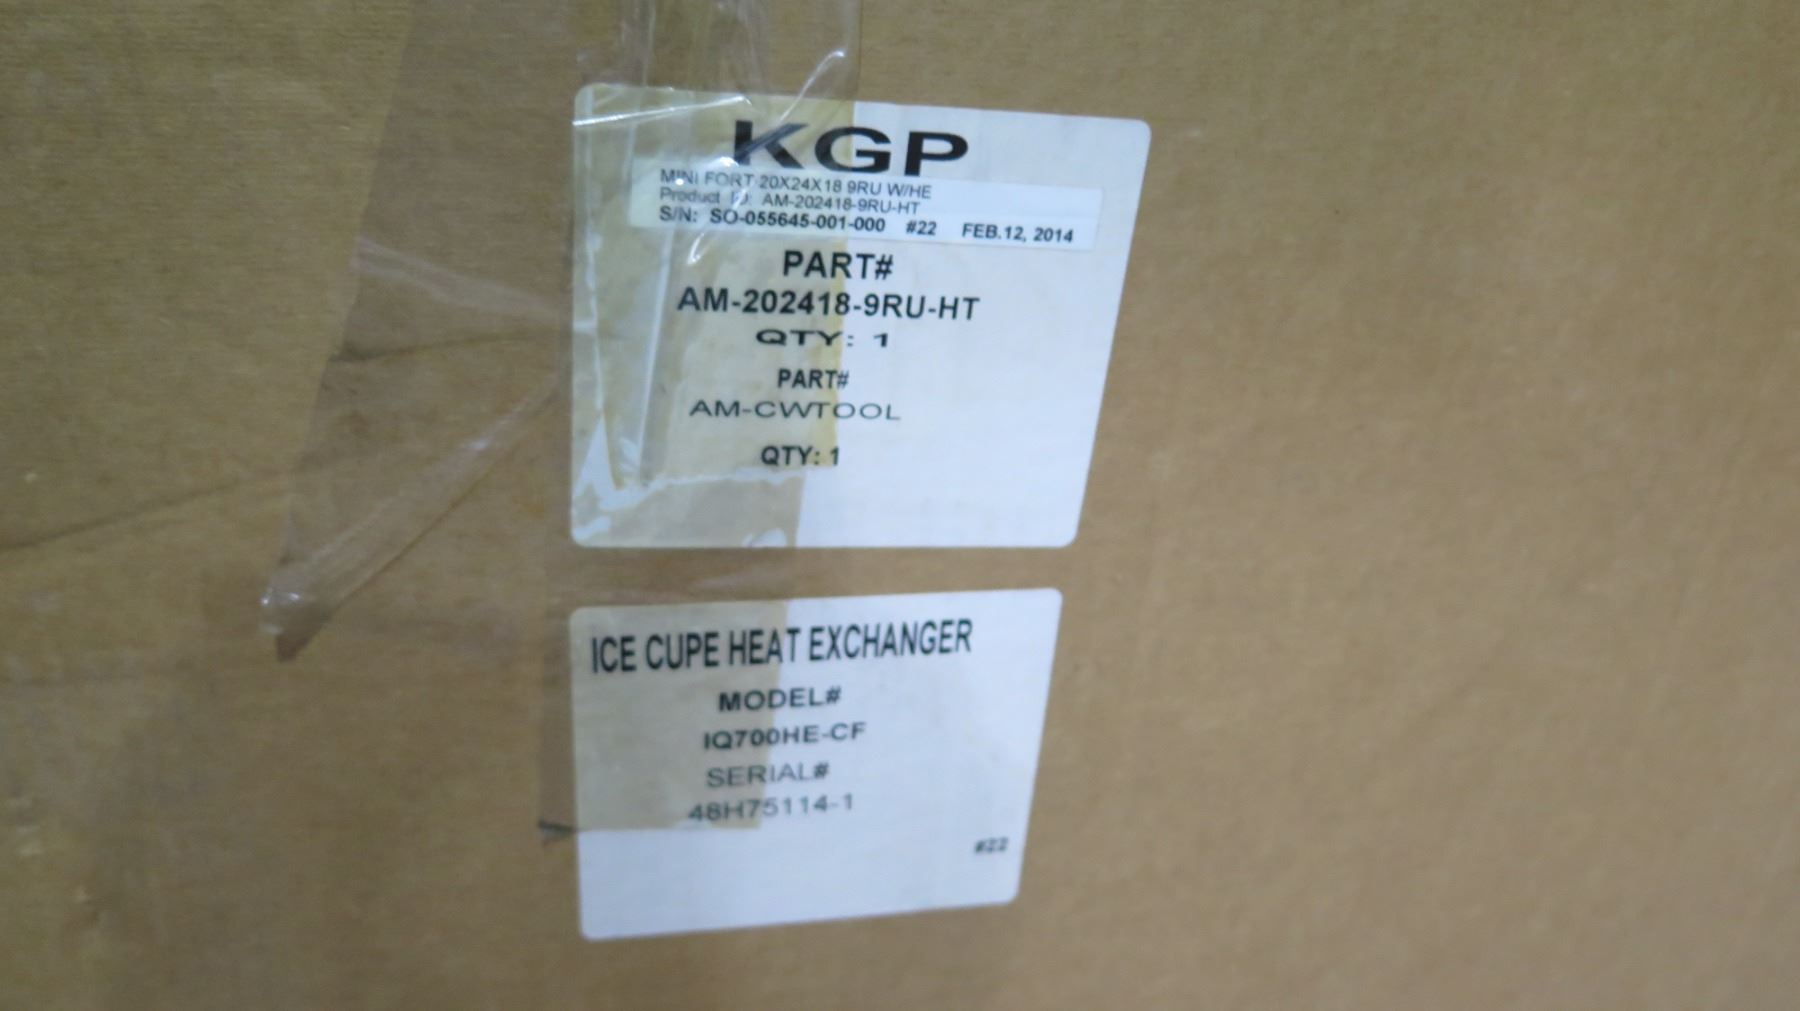 KGP
MINI FORT 20X24X18 9RU W/HE
Product ID: AM-202418-9RU-HT
S/N: SO-055645-001-000 #22 FEB.12, 2014
PART#
AM-202418-9RU-HT
QTY: 1
PART#
AM-CWTOOL
QTY: 1
ICE CUPE HEAT EXCHANGER
MODEL#
IQ700HE-CF
SERIAL#
48H75114-1
#22